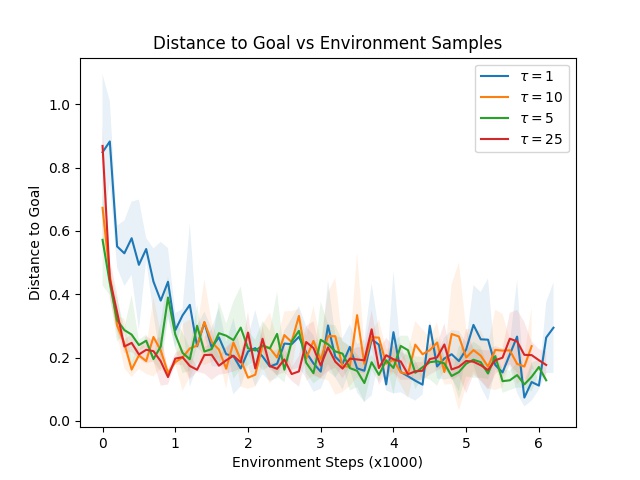 Distance to Goal vs Environment Samples
τ = 1
τ = 10
τ = 5
τ = 25
Distance to Goal
1.0
0.8
0.6
0.4
0.2
0.0
0 1 2 3 4 5 6
Environment Steps (x1000)